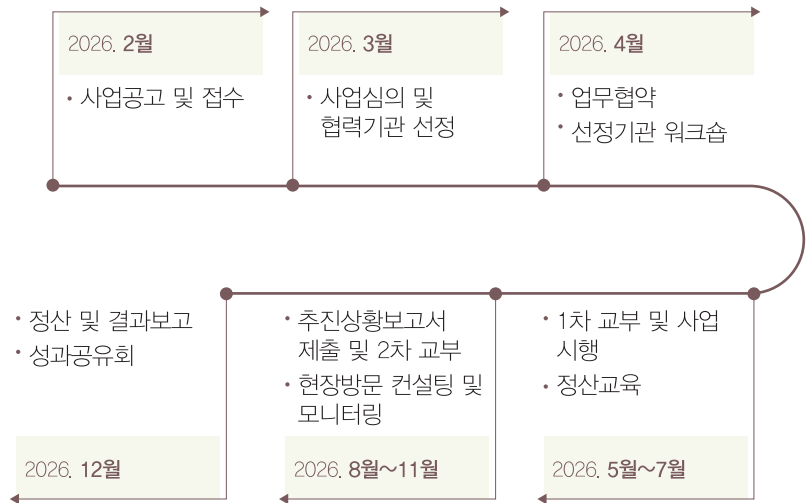 2026. 2월
• 사업공고 및 접수
2026. 3월
• 사업심의 및
협력기관 선정
2026. 4월
• 업무협약
• 선정기관 워크숍
• 1차 교부 및 사업
시행
• 정산교육
2026. 5월~7월
• 추진상황보고서
제출 및 2차 교부
• 현장방문 컨설팅 및
모니터링
2026. 8월~11월
• 정산 및 결과보고
• 성과공유회
2026. 12월